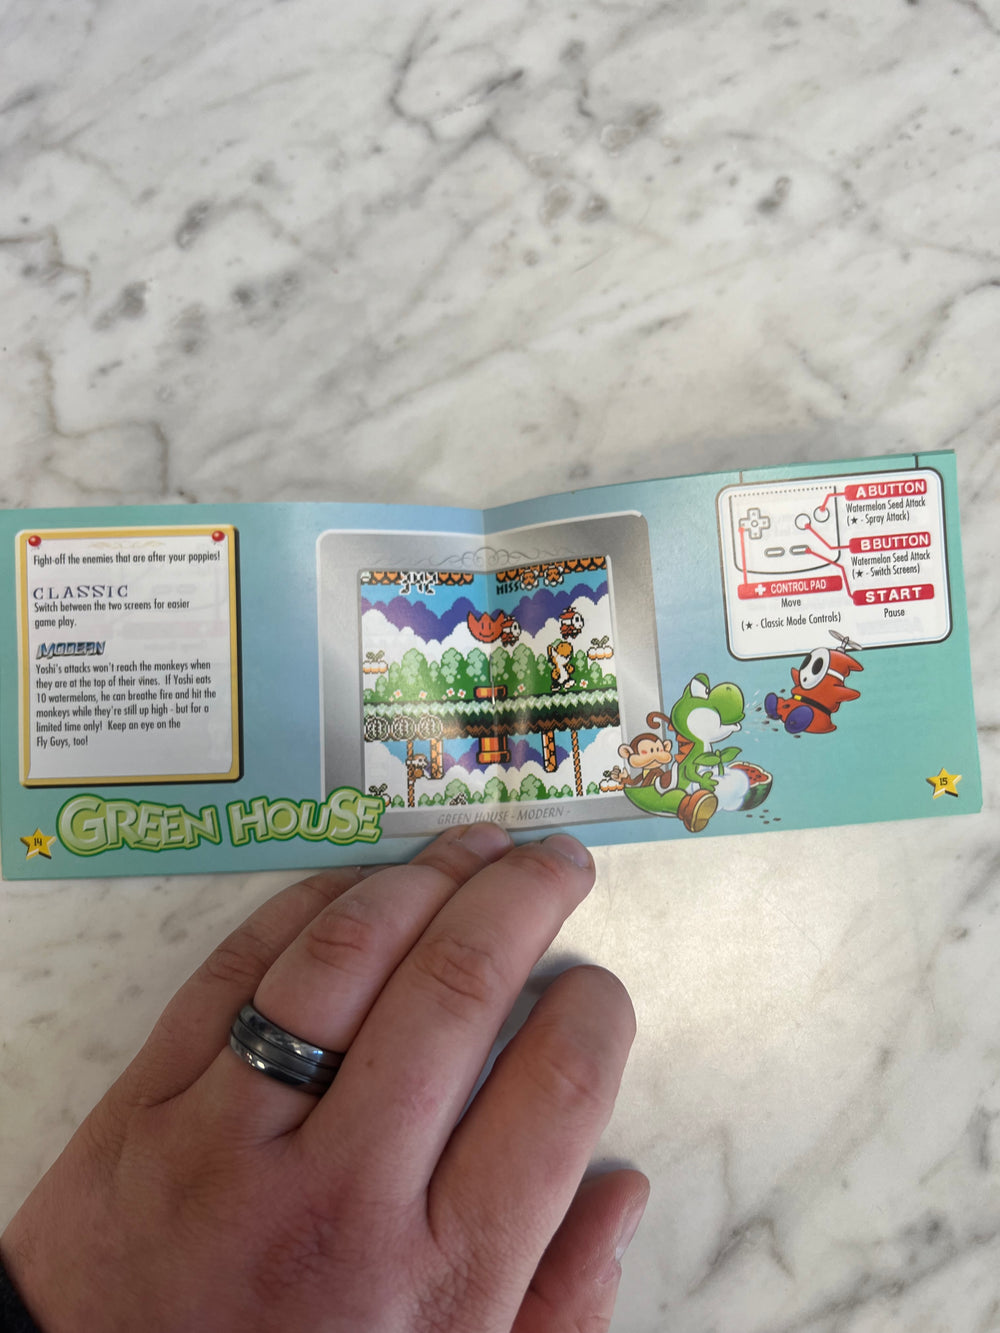 Fight-off the enemies that are after your poppies!
CLASSIC
Switch between the two screens for easier
game play.
MODERN
Yoshi's attacks won't reach the monkeys when
they are at the top of their vines. If Yoshi eats
10 watermelons, he can breathe fire and hit the
monkeys while they're still up high - but for a
limited time only! Keep an eye on the
Fly Guys, too!
14
GREEN HOUSE
MISS
GREEN HOUSE - MODERN -
A BUTTON
Watermelon Seed Attack
(★ - Spray Attack)
B BUTTON
Watermelon Seed Attack
(★ - Switch Screens)
CONTROL PAD
Move
(★ - Classic Mode Controls)
START
Pause
15